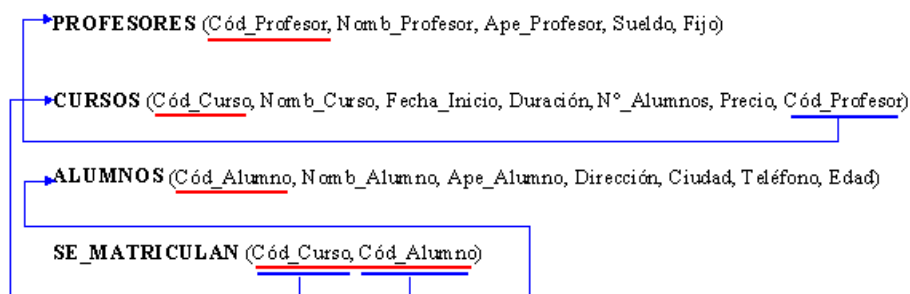 PROFESORES (Cód_Profesor, Nomb_Profesor, Ape_Profesor, Sueldo, Fijo)
CURSOS (Cód_Curso, Nomb_Curso, Fecha_Inicio, Duración, Nº_Alumnos, Precio, Cód_Profesor)
ALUMNOS (Cód_Alumno, Nomb_Alumno, Ape_Alumno, Dirección, Ciudad, Teléfono, Edad)
SE_MATRICULAN (Cód_Curso, Cód_Alumno)